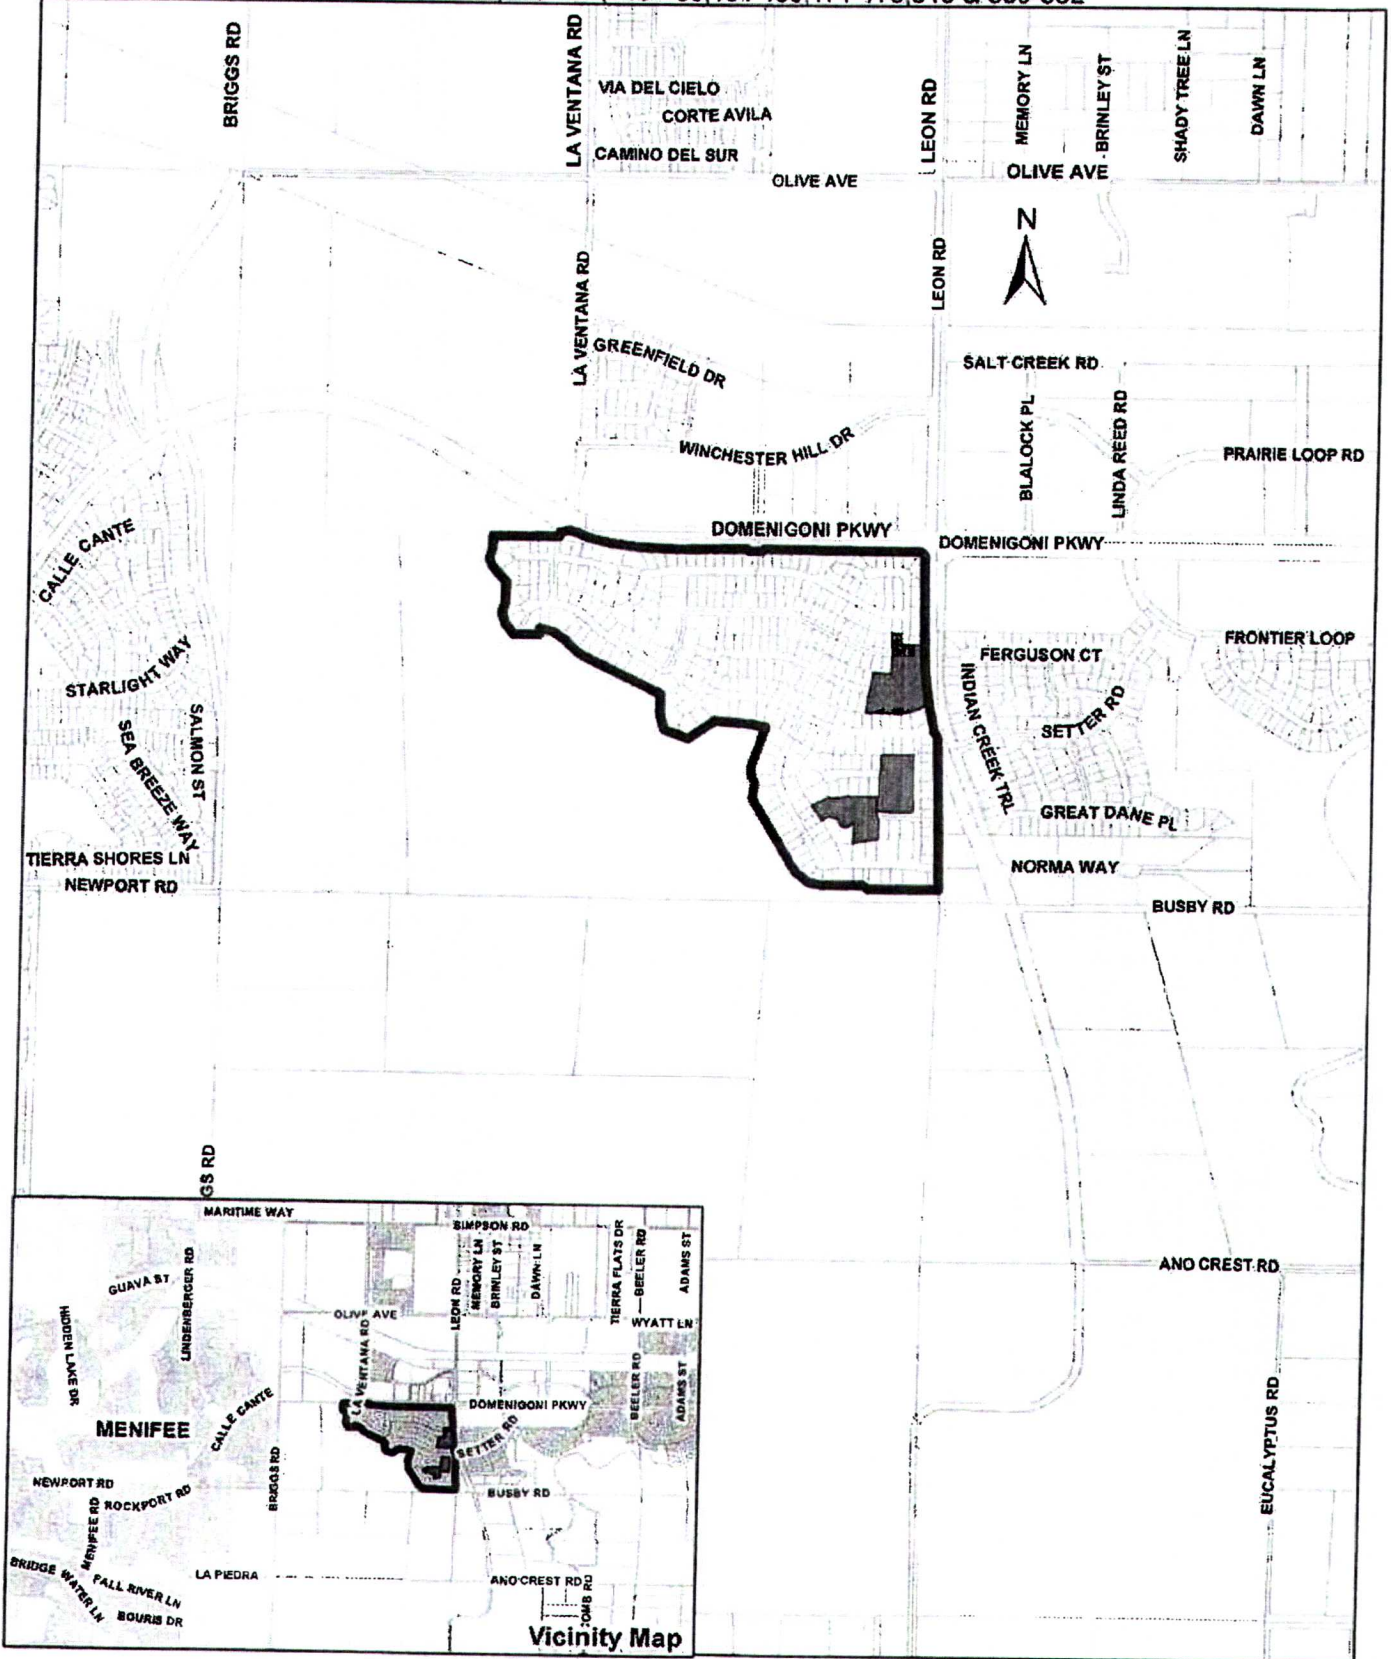 BRIGGS RD
LA VENTANA RD
VIA DEL CIELO
CORTE AVILA
CAMINO DEL SUR
OLIVE AVE
LEON RD
MEMORY LN
BRINLEY ST
SHADY TREE LN
DAWN LN
OLIVE AVE
N
LA VENTANA RD
LEON RD
GREENFIELD DR
SALT CREEK RD
WINCHESTER HILL DR
BLALOCK PL
LINDA REED RD
PRAIRIE LOOP RD
DOMENIGONI PKWY
DOMENIGONI PKWY
CALLE CANTE
FERGUSON CT
FRONTIER LOOP
STARLIGHT WAY
INDIAN CREEK TRL
SETTER RD
SALMON ST
SEA BREEZE WAY
GREAT DANE PL
TIERRA SHORES LN
NEWPORT RD
NORMA WAY
BUSBY RD
GS RD
ANO CREST RD
EUCALYPTUS RD
MARITIME WAY
SIMPSON RD
GUAVA ST
LINDENBERGER RD
HIDDEN LAKE DR
LEON RD
MEMORY LN
BRINLEY ST
DAWN LN
TIERRA FLATS DR
BEELER RD
ADAMS ST
OLIVE AVE
WYATT LN
LA VENTANA RD
BEELER RD
ADAMS ST
CALLE CANTE
DOMENIGONI PKWY
MENIFEE
SETTER RD
NEWPORT RD
ROCKPORT RD
MENIFEE RD
BRIGGS RD
BUSBY RD
BRIDGE WATER LN
FALL RIVER LN
BOURIS DR
LA PIEDRA
ANO CREST RD
OMB RD
Vicinity Map